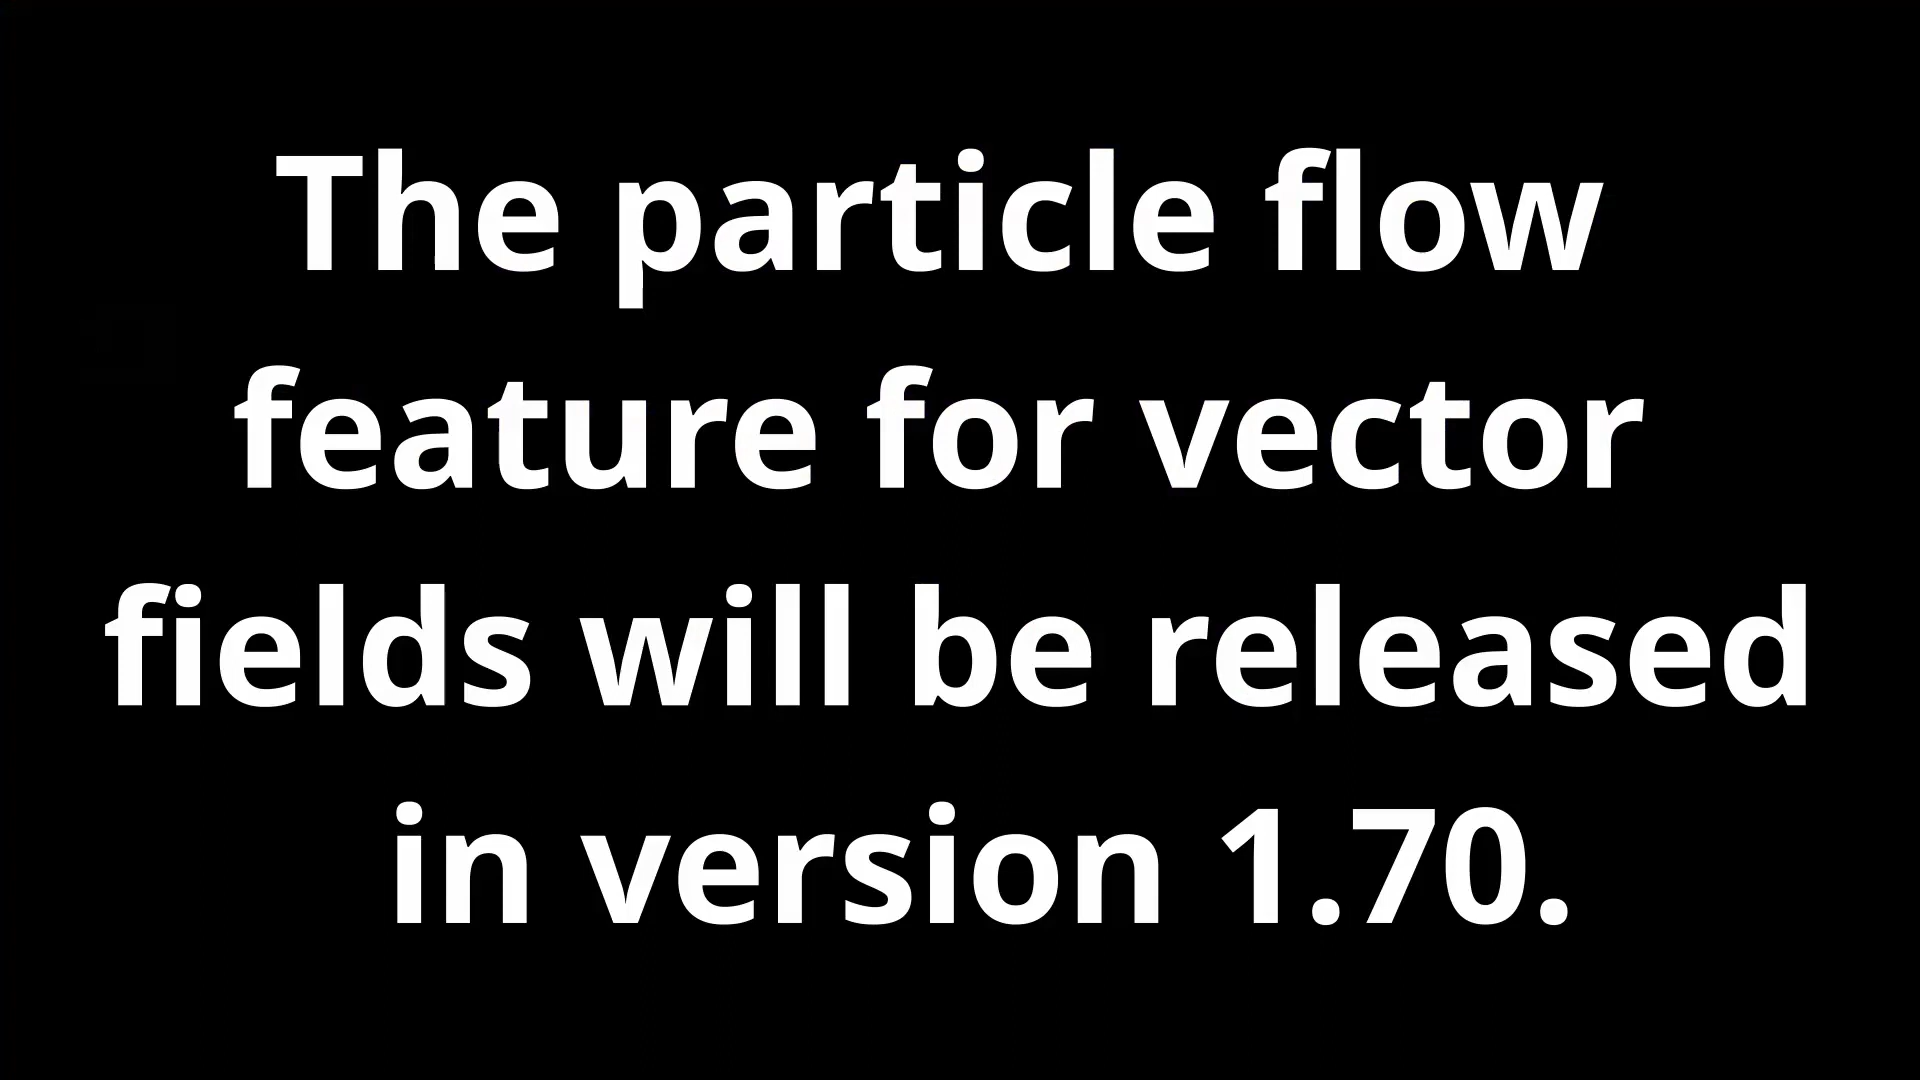 The particle flow
feature for vector
fields will be released
in version 1.70.